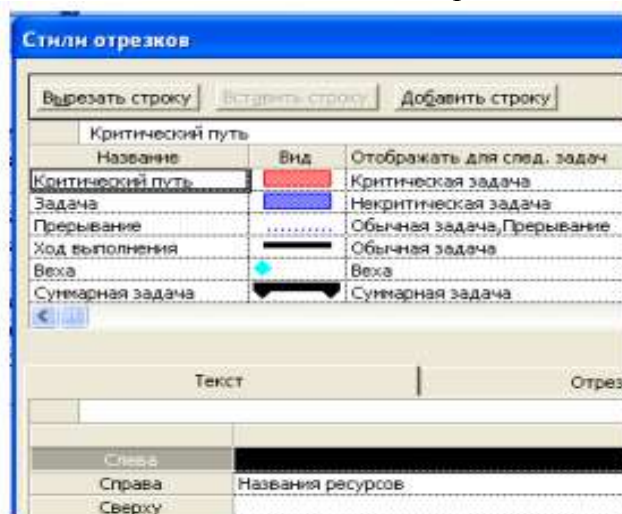 Стили отрезков
Вырезать строку Вставить строку Добавить строку
Критический путь
Название Вид Отображать для след. задач
Критический путь Критическая задача
Задача Некритическая задача
Прерывание Обычная задача,Прерывание
Ход выполнения Обычная задача
Веха Веха
Суммарная задача Суммарная задача
Текст Отрез
Слева
Справа Названия ресурсов
Сверху